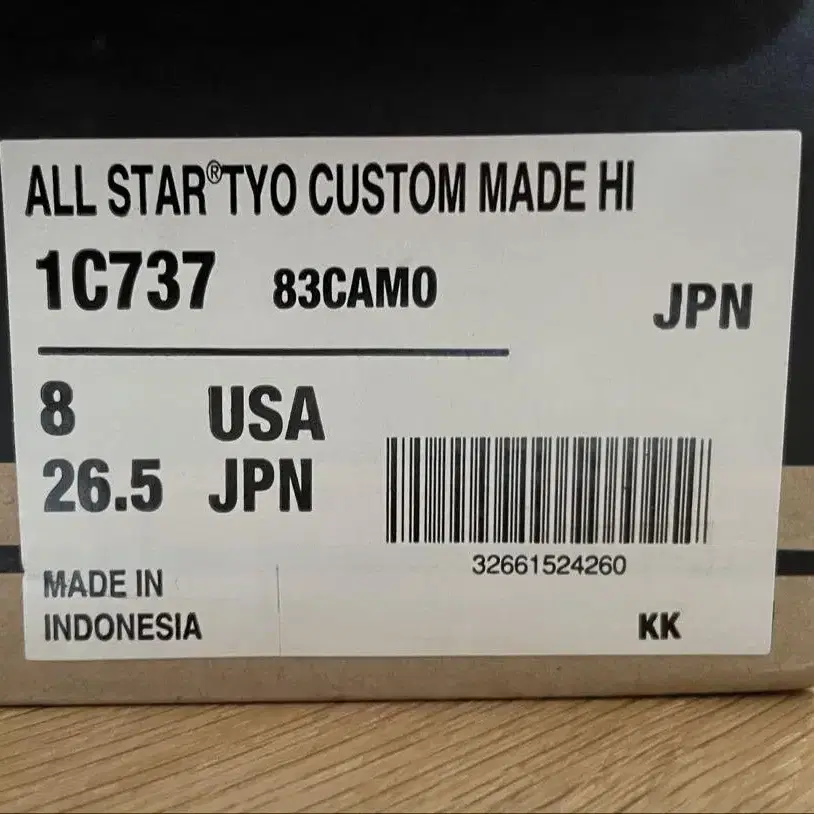 ALL STAR®TYO CUSTOM MADE HI
1C737 83CAMO
JPN
8 USA
26.5 JPN
32661524260
MADE IN
INDONESIA
KK